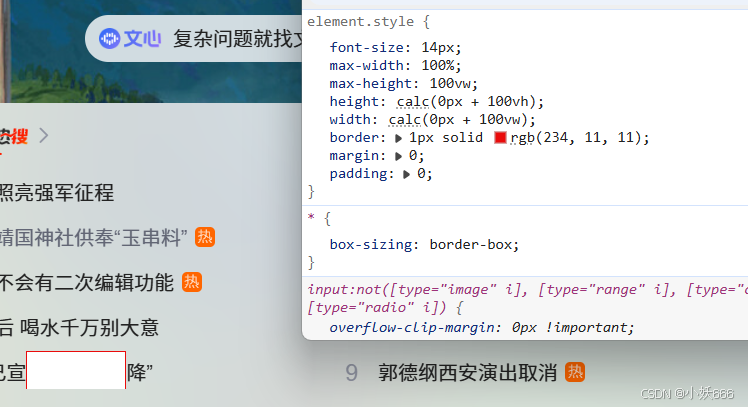 文心 复杂问题就找文
热搜
照亮强军征程
靖国神社供奉“玉串料” 热
不会有二次编辑功能 热
后 喝水千万别大意
已宣 降”
9 郭德纲西安演出取消 热
element.style {
font-size: 14px;
max-width: 100%;
max-height: 100vw;
height: calc(0px + 100vh);
width: calc(0px + 100vw);
border: 1px solid rgb(234, 11, 11);
margin: 0;
padding: 0;
}
* {
box-sizing: border-box;
}
input:not([type="image" i], [type="range" i], [type="c
[type="radio" i]) {
overflow-clip-margin: 0px !important;
CSDN @小妖666